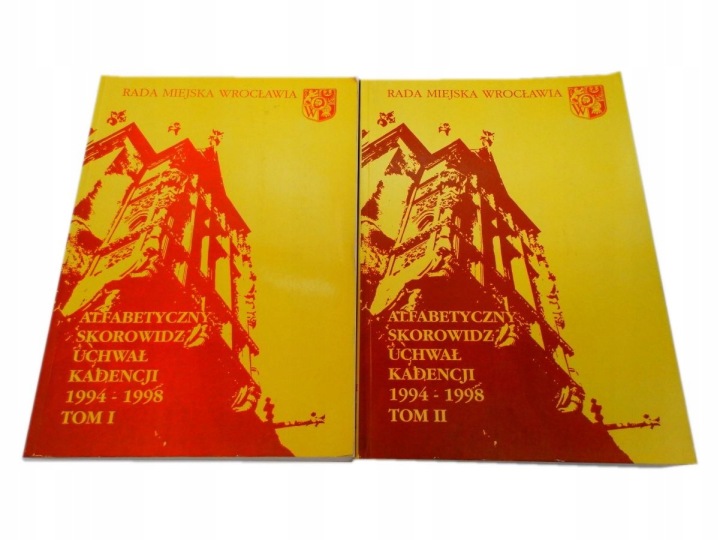 RADA MIEJSKA WROCŁAWIA
W
ALFABETYCZNY
SKOROWIDZ
UCHWAŁ
KADENCJI
1994 - 1998
TOM I
RADA MIEJSKA WROCŁAWIA
W
ALFABETYCZNY
SKOROWIDZ
UCHWAŁ
KADENCJI
1994 - 1998
TOM II